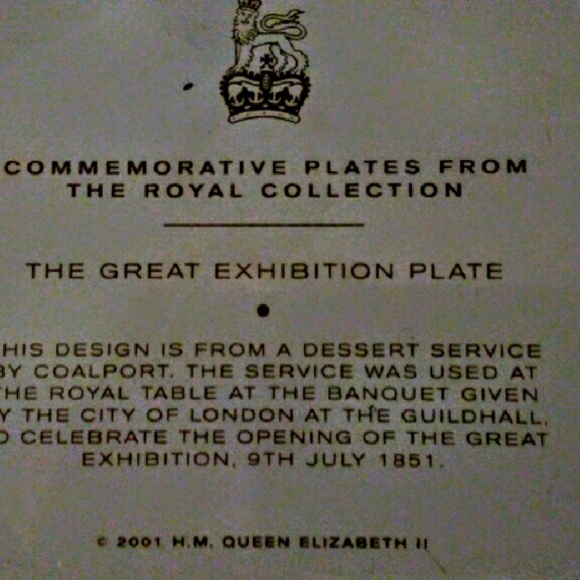 COMMEMORATIVE PLATES FROM
THE ROYAL COLLECTION
THE GREAT EXHIBITION PLATE
HIS DESIGN IS FROM A DESSERT SERVICE
BY COALPORT. THE SERVICE WAS USED AT
THE ROYAL TABLE AT THE BANQUET GIVEN
Y THE CITY OF LONDON AT THE GUILDHALL,
O CELEBRATE THE OPENING OF THE GREAT
EXHIBITION, 9TH JULY 1851.
© 2001 H.M. QUEEN ELIZABETH II